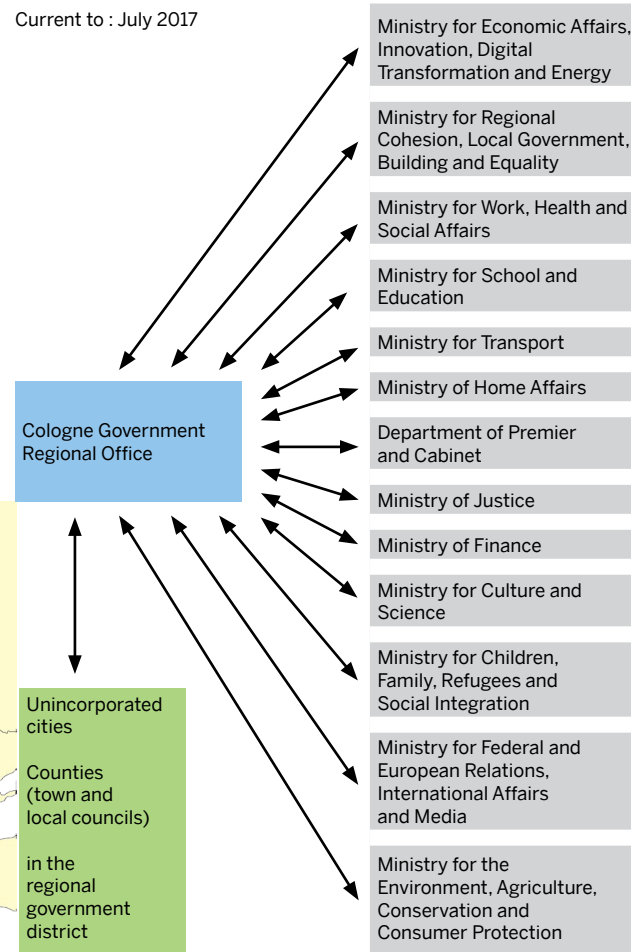 Current to : July 2017
Ministry for Economic Affairs,
Innovation, Digital
Transformation and Energy
Ministry for Regional
Cohesion, Local Government,
Building and Equality
Ministry for Work, Health and
Social Affairs
Ministry for School and
Education
Ministry for Transport
Ministry of Home Affairs
Department of Premier
and Cabinet
Ministry of Justice
Ministry of Finance
Ministry for Culture and
Science
Ministry for Children,
Family, Refugees and
Social Integration
Ministry for Federal and
European Relations,
International Affairs
and Media
Ministry for the
Environment, Agriculture,
Conservation and
Consumer Protection
Cologne Government
Regional Office
Unincorporated
cities
Counties
(town and
local councils)
in the
regional
government
district